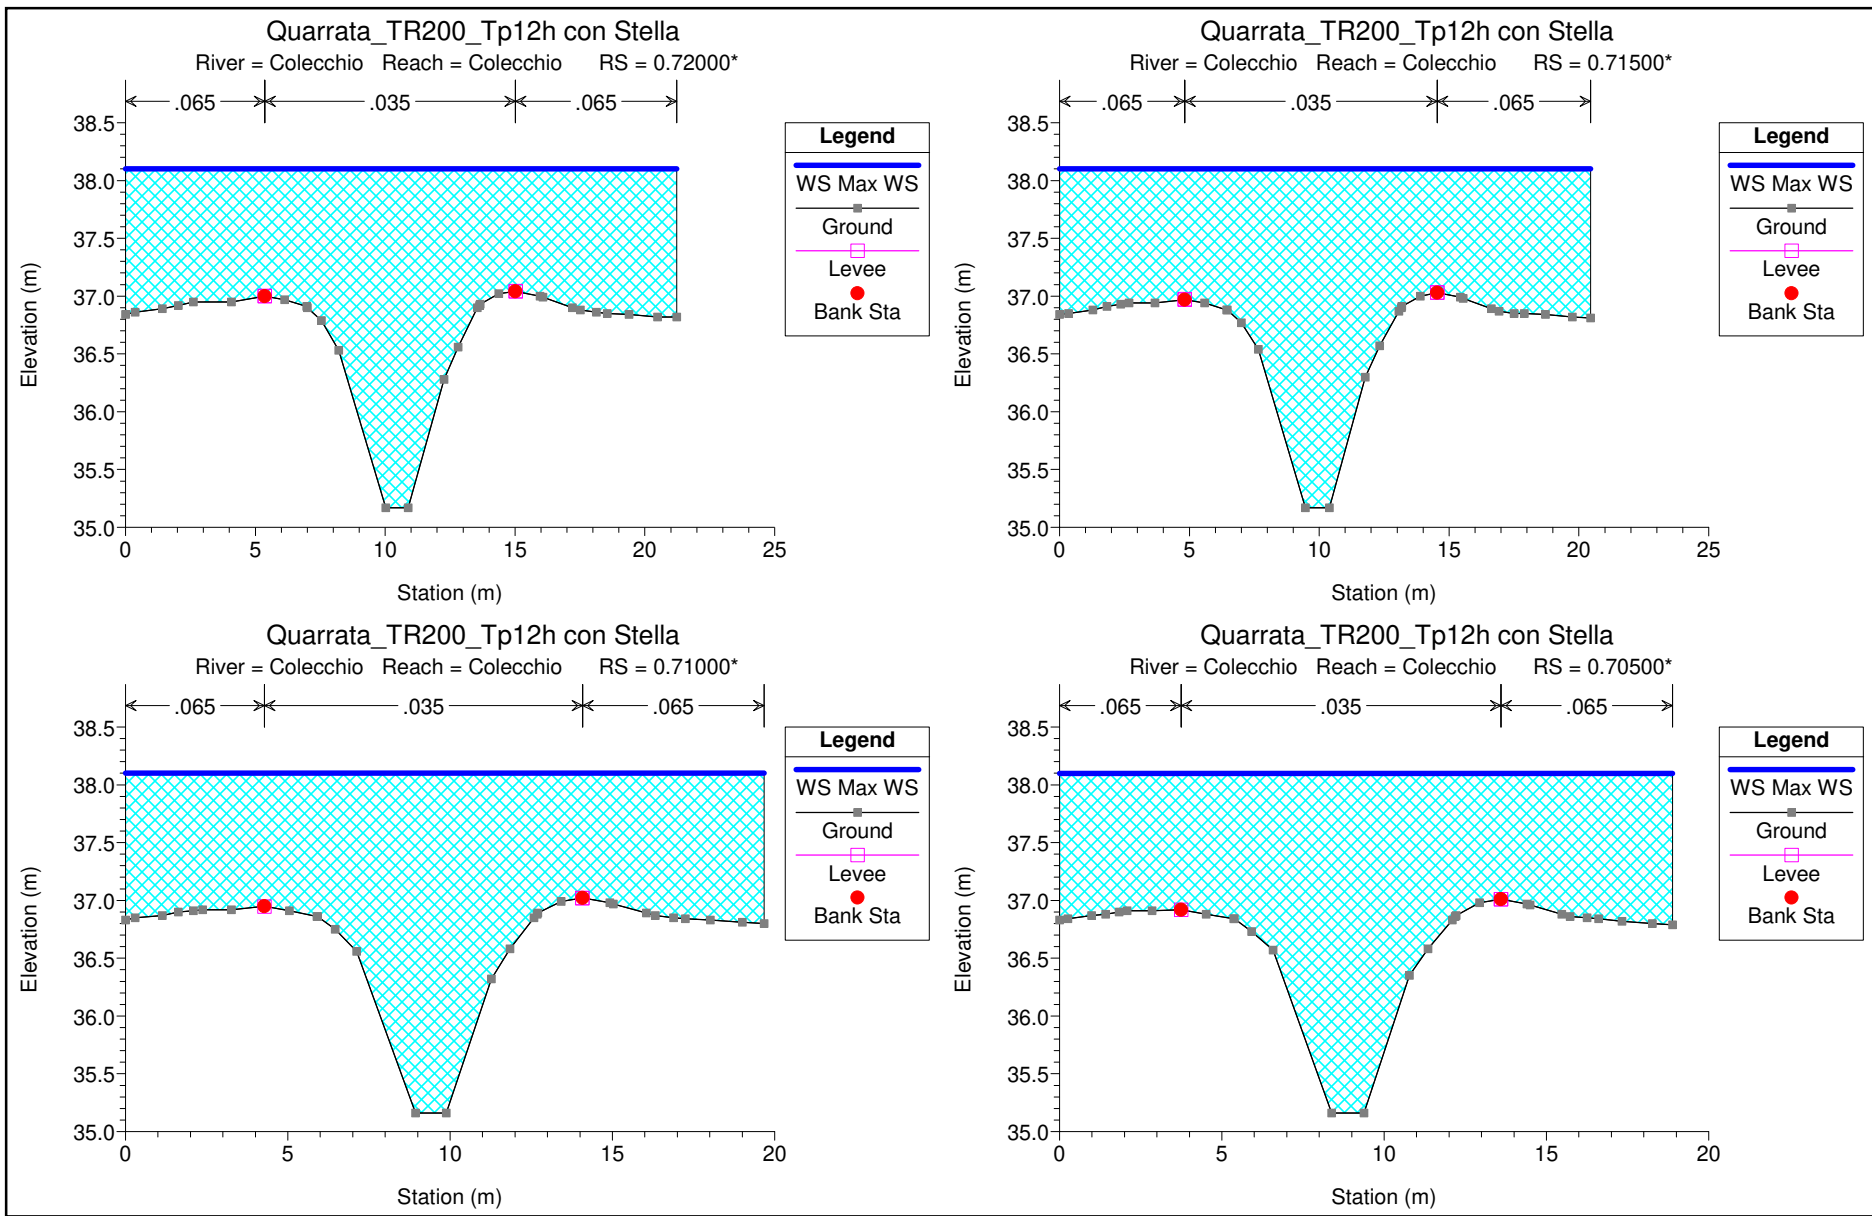 Quarrata_TR200_Tp12h con Stella
River = Colecchio Reach = Colecchio RS = 0.72000*
.065 .035 .065
38.5
38.0
37.5
37.0
36.5
36.0
35.5
35.0
0 5 10 15 20 25
Elevation (m)
Station (m)
Legend
WS Max WS
Ground
Levee
Bank Sta
Quarrata_TR200_Tp12h con Stella
River = Colecchio Reach = Colecchio RS = 0.71500*
.065 .035 .065
38.5
38.0
37.5
37.0
36.5
36.0
35.5
35.0
0 5 10 15 20 25
Elevation (m)
Station (m)
Legend
WS Max WS
Ground
Levee
Bank Sta
Quarrata_TR200_Tp12h con Stella
River = Colecchio Reach = Colecchio RS = 0.71000*
.065 .035 .065
38.5
38.0
37.5
37.0
36.5
36.0
35.5
35.0
0 5 10 15 20
Elevation (m)
Station (m)
Legend
WS Max WS
Ground
Levee
Bank Sta
Quarrata_TR200_Tp12h con Stella
River = Colecchio Reach = Colecchio RS = 0.70500*
.065 .035 .065
38.5
38.0
37.5
37.0
36.5
36.0
35.5
35.0
0 5 10 15 20
Elevation (m)
Station (m)
Legend
WS Max WS
Ground
Levee
Bank Sta